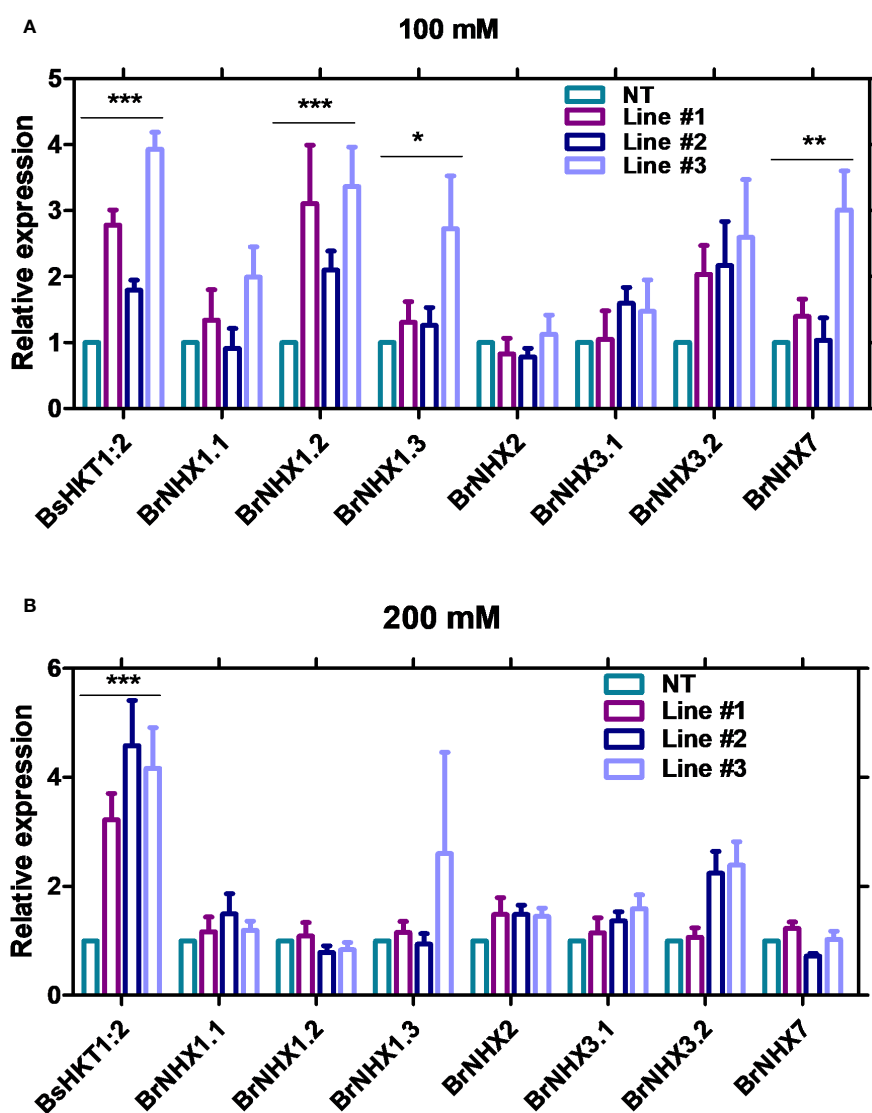 A
100 mM
Relative expression
5
4
3
2
1
0
***
***
*
**
NT
Line #1
Line #2
Line #3
BsHKT1:2
BrNHX1.1
BrNHX1.2
BrNHX1.3
BrNHX2
BrNHX3.1
BrNHX3.2
BrNHX7
B
200 mM
Relative expression
6
4
2
0
***
NT
Line #1
Line #2
Line #3
BsHKT1:2
BrNHX1.1
BrNHX1.2
BrNHX1.3
BrNHX2
BrNHX3.1
BrNHX3.2
BrNHX7